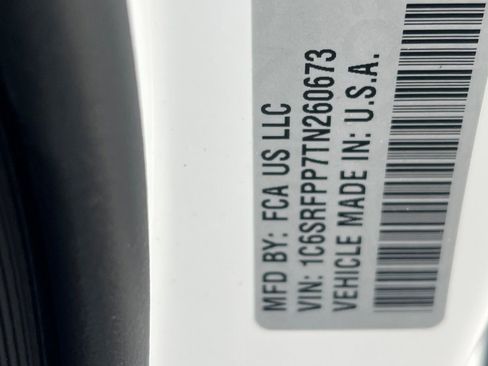 MFD BY: FCA US LLC
VIN: 1C6SRFPP7TN260673
VEHICLE MADE IN: U.S.A.